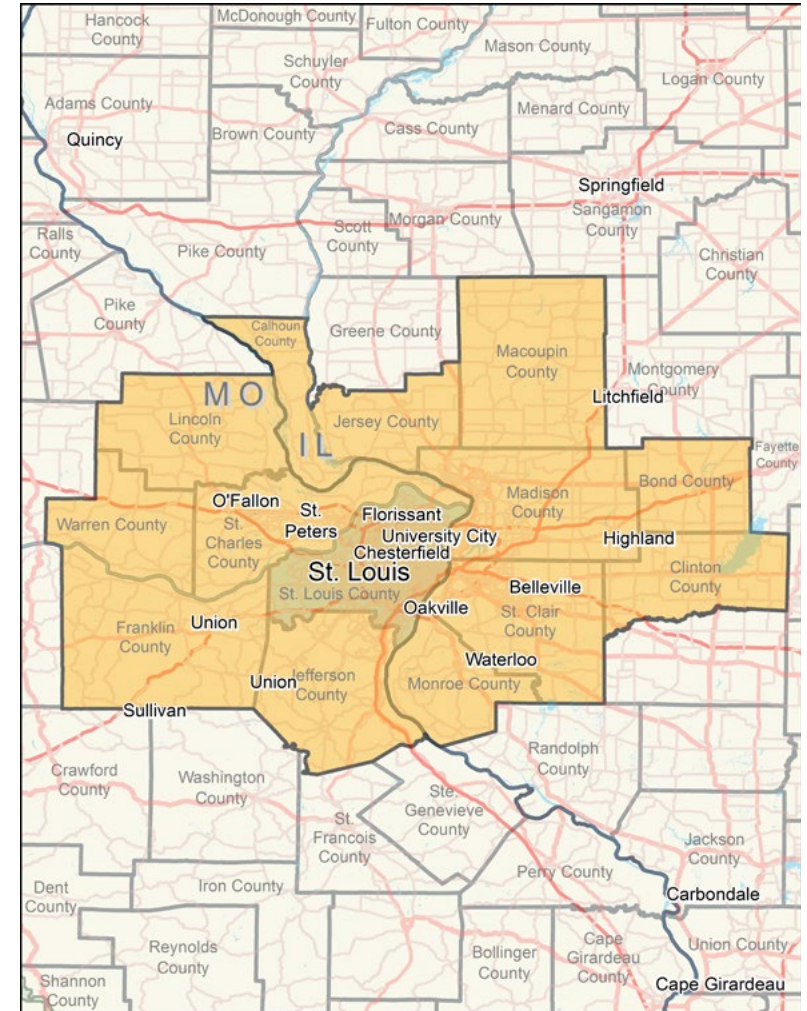 Hancock
County
McDonough County
Fulton County
Mason County
Schuyler
County
Logan County
Adams County
Menard County
Quincy
Brown County
Cass County
Springfield
Sangamon
County
Ralls
County
Pike County
Scott
County
Morgan County
Christian
County
Pike
County
Calhoun
County
Greene County
Macoupin
County
Montgomery
County
Litchfield
MO
IL
Lincoln
County
Jersey County
Fayette
County
Bond County
Warren County
O'Fallon
St.
Peters
St.
Charles
County
Florissant
University City
Chesterfield
Madison
County
Highland
Clinton
County
St. Louis
St. Louis County
Belleville
Oakville
St. Clair
County
Franklin
County
Union
Waterloo
Union
Jefferson
County
Monroe County
Sullivan
Randolph
County
Crawford
County
Washington
County
Ste.
Genevieve
County
St.
Francois
County
Jackson
County
Perry County
Dent
County
Iron County
Carbondale
Reynolds
County
Bollinger
County
Cape
Girardeau
County
Union County
Shannon
County
Cape Girardeau